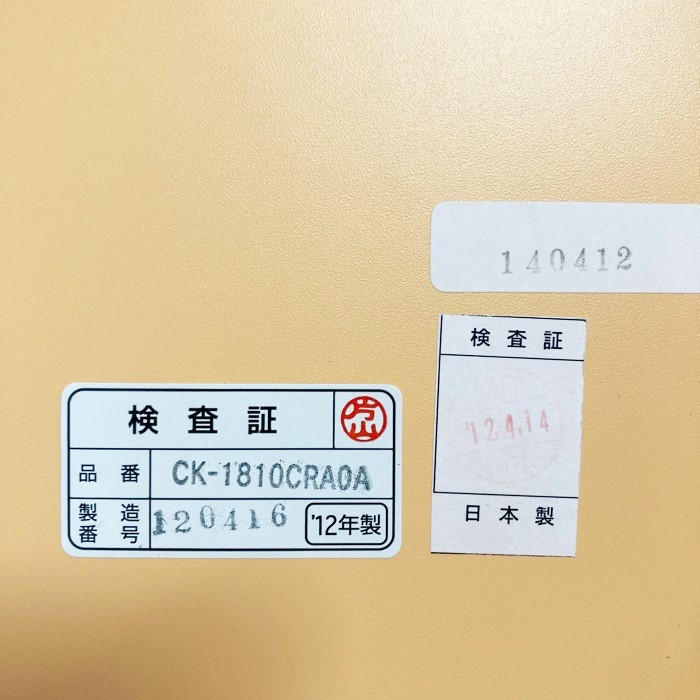 140412
検査証
'12.4.14
日本製
検査証
品番 CK-1810CRA0A
製造番号 120416 '12年製